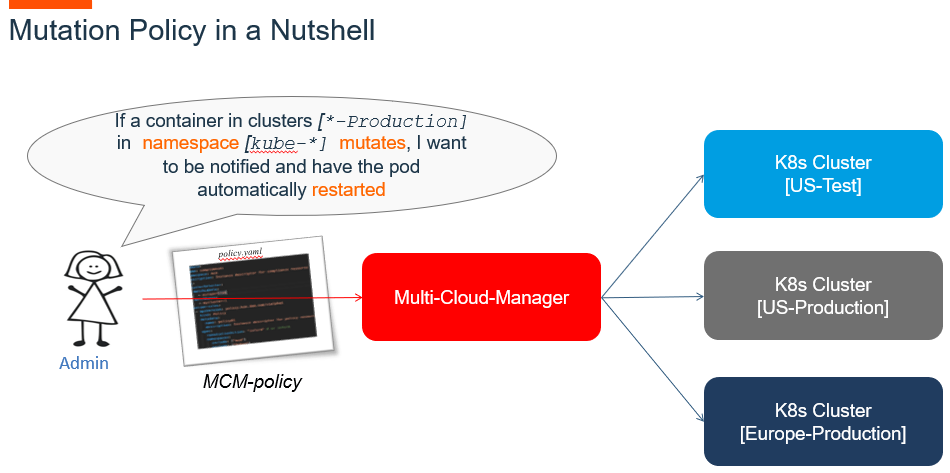 Mutation Policy in a Nutshell
If a container in clusters [*-Production]
in namespace [kube-*] mutates, I want
to be notified and have the pod
automatically restarted
policy.yaml
Admin
MCM-policy
Multi-Cloud-Manager
K8s Cluster
[US-Test]
K8s Cluster
[US-Production]
K8s Cluster
[Europe-Production]